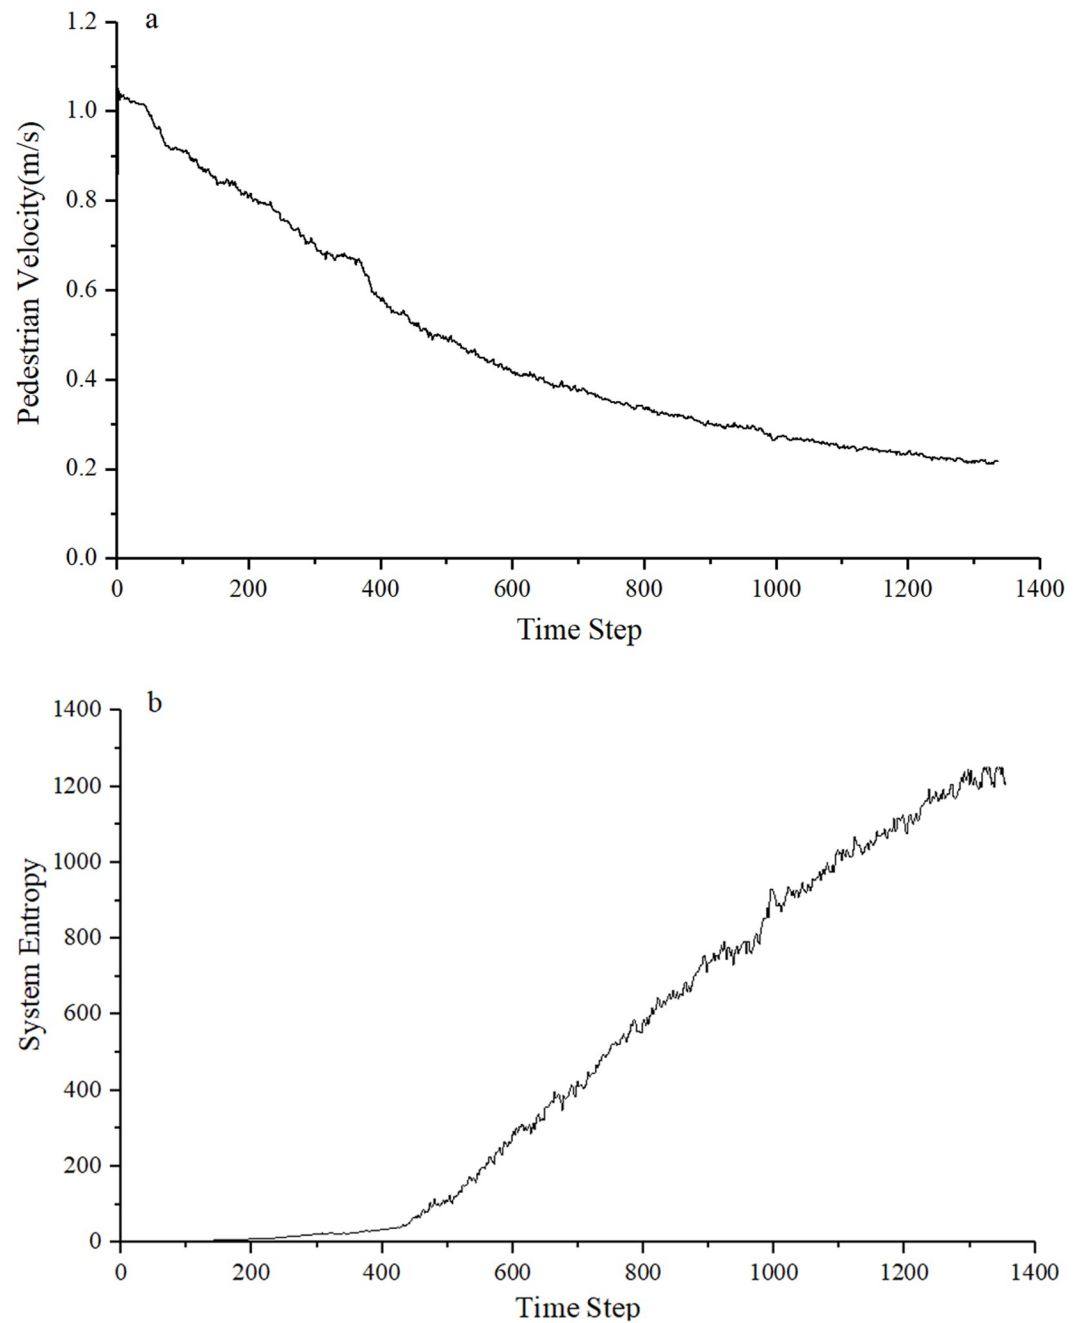 a
1.2
1.0
0.8
0.6
0.4
0.2
0.0
Pedestrian Velocity(m/s)
0 200 400 600 800 1000 1200 1400
Time Step
b
1400
1200
1000
800
600
400
200
0
System Entropy
0 200 400 600 800 1000 1200 1400
Time Step